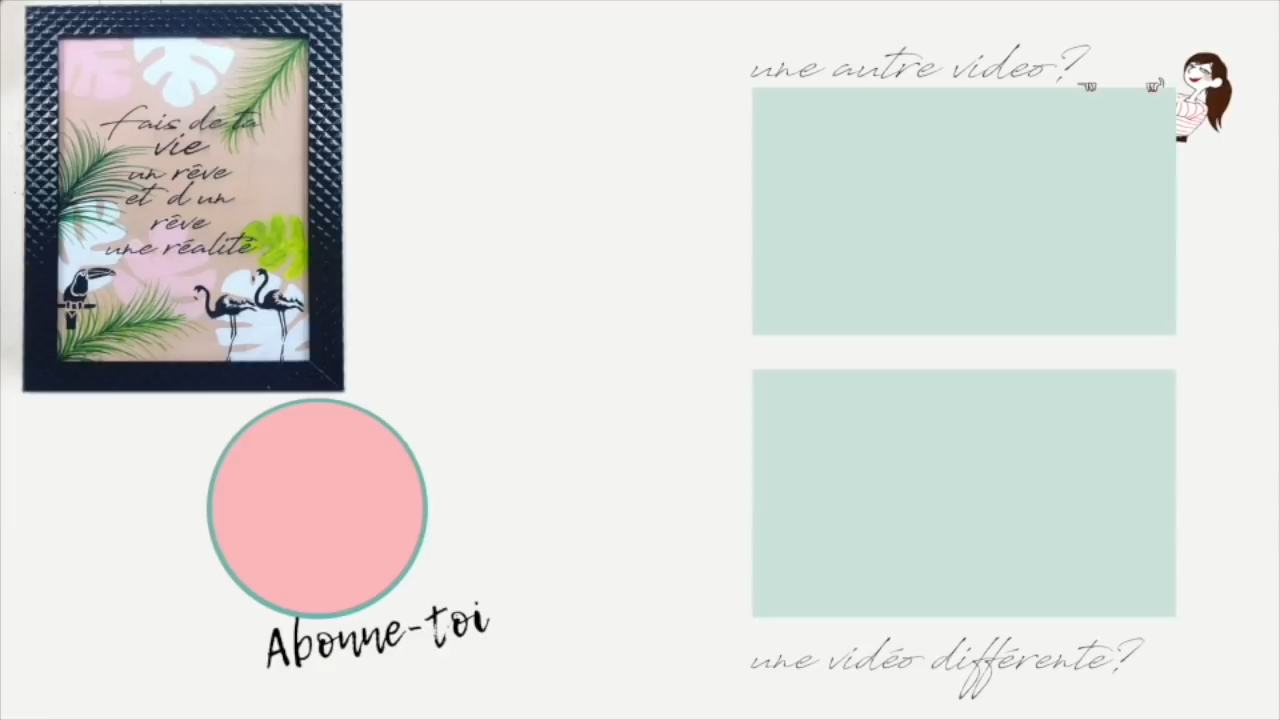 fais de ta
vie
un rêve
et d un
rêve
une réalité
Abonne-toi
une autre video?
une vidéo différente?